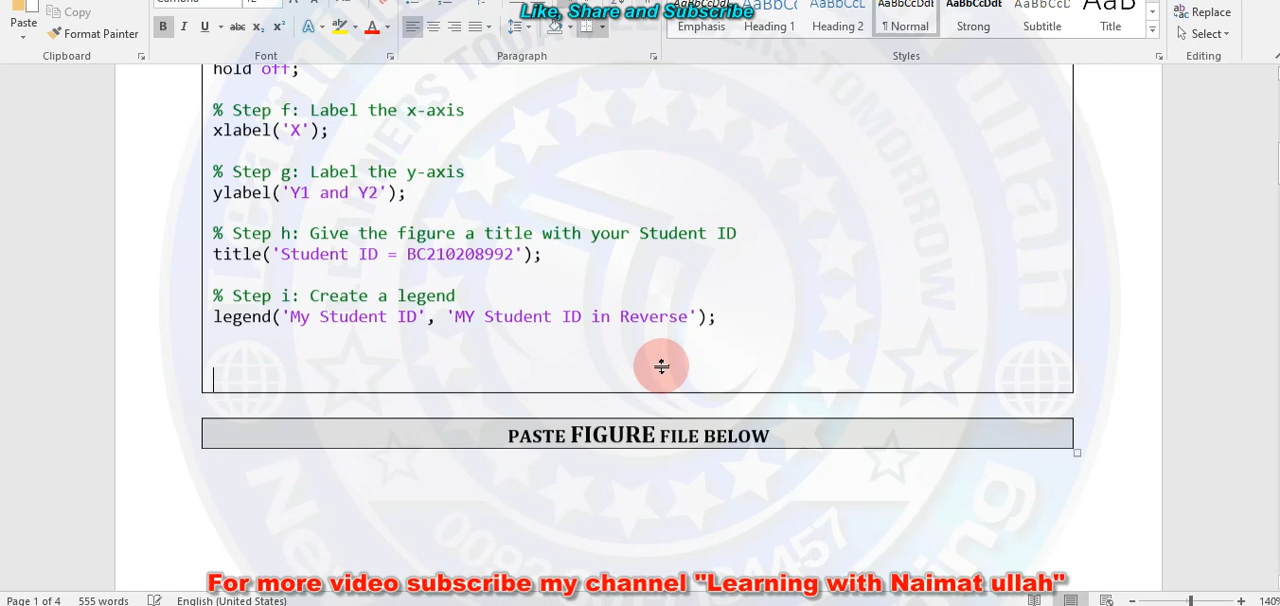 Like, Share and Subscribe
Paste
Copy
Format Painter
Emphasis
Heading 1
Heading 2
¶ Normal
Strong
Subtitle
Title
Replace
Select
Clipboard
Font
Paragraph
Styles
Editing
hold off;
% Step f: Label the x-axis
xlabel('X');
% Step g: Label the y-axis
ylabel('Y1 and Y2');
% Step h: Give the figure a title with your Student ID
title('Student ID = BC210208992');
% Step i: Create a legend
legend('My Student ID', 'MY Student ID in Reverse');
PASTE FIGURE FILE BELOW
For more video subscribe my channel "Learning with Naimat ullah"
Page 1 of 4
555 words
English (United States)
140%